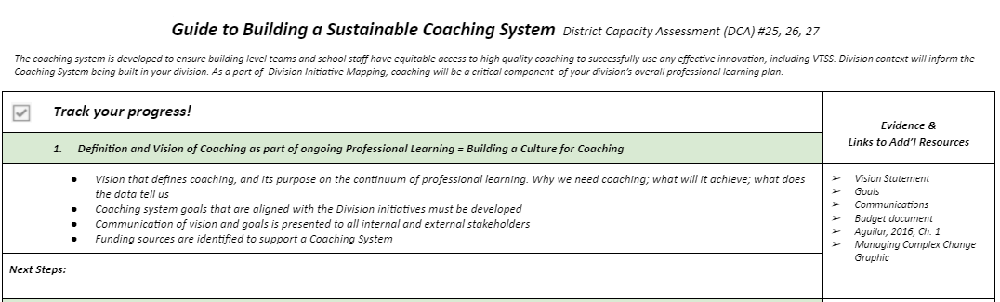 Guide to Building a Sustainable Coaching System District Capacity Assessment (DCA) #25, 26, 27
The coaching system is developed to ensure building level teams and school staff have equitable access to high quality coaching to successfully use any effective innovation, including VTSS. Division context will inform the
Coaching System being built in your division. As a part of Division Initiative Mapping, coaching will be a critical component of your division's overall professional learning plan.
Track your progress!
Evidence &
Links to Add'l Resources
1. Definition and Vision of Coaching as part of ongoing Professional Learning = Building a Culture for Coaching
● Vision that defines coaching, and its purpose on the continuum of professional learning. Why we need coaching; what will it achieve; what does
the data tell us
● Coaching system goals that are aligned with the Division initiatives must be developed
● Communication of vision and goals is presented to all internal and external stakeholders
● Funding sources are identified to support a Coaching System
➢ Vision Statement
➢ Goals
➢ Communications
➢ Budget document
➢ Aguilar, 2016, Ch. 1
➢ Managing Complex Change
Graphic
Next Steps: